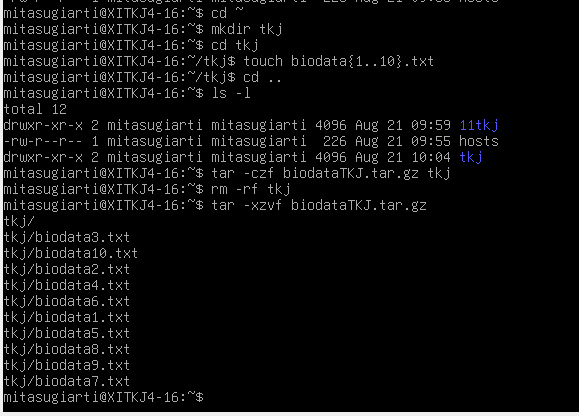 mitasugiarti@XITKJ4-16:~$ cd ~
mitasugiarti@XITKJ4-16:~$ mkdir tkj
mitasugiarti@XITKJ4-16:~$ cd tkj
mitasugiarti@XITKJ4-16:~/tkj$ touch biodata{1..10}.txt
mitasugiarti@XITKJ4-16:~/tkj$ cd ..
mitasugiarti@XITKJ4-16:~$ ls -l
total 12
drwxr-xr-x 2 mitasugiarti mitasugiarti 4096 Aug 21 09:59 11tkj
-rw-r--r-- 1 mitasugiarti mitasugiarti  226 Aug 21 09:55 hosts
drwxr-xr-x 2 mitasugiarti mitasugiarti 4096 Aug 21 10:04 tkj
mitasugiarti@XITKJ4-16:~$ tar -czf biodataTKJ.tar.gz tkj
mitasugiarti@XITKJ4-16:~$ rm -rf tkj
mitasugiarti@XITKJ4-16:~$ tar -xzvf biodataTKJ.tar.gz
tkj/
tkj/biodata3.txt
tkj/biodata10.txt
tkj/biodata2.txt
tkj/biodata4.txt
tkj/biodata6.txt
tkj/biodata1.txt
tkj/biodata5.txt
tkj/biodata8.txt
tkj/biodata9.txt
tkj/biodata7.txt
mitasugiarti@XITKJ4-16:~$